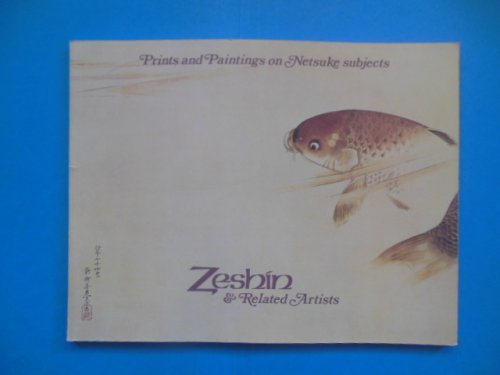 Prints and Paintings on Netsuke subjects
Zeshin
& Related Artists